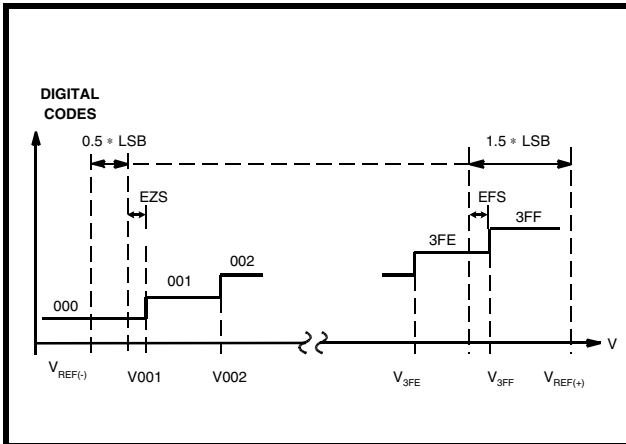 DIGITAL
CODES
0.5 * LSB
1.5 * LSB
EZS
EFS
3FF
3FE
002
001
000
V
VREF(-)
V001
V002
V3FE
V3FF
VREF(+)